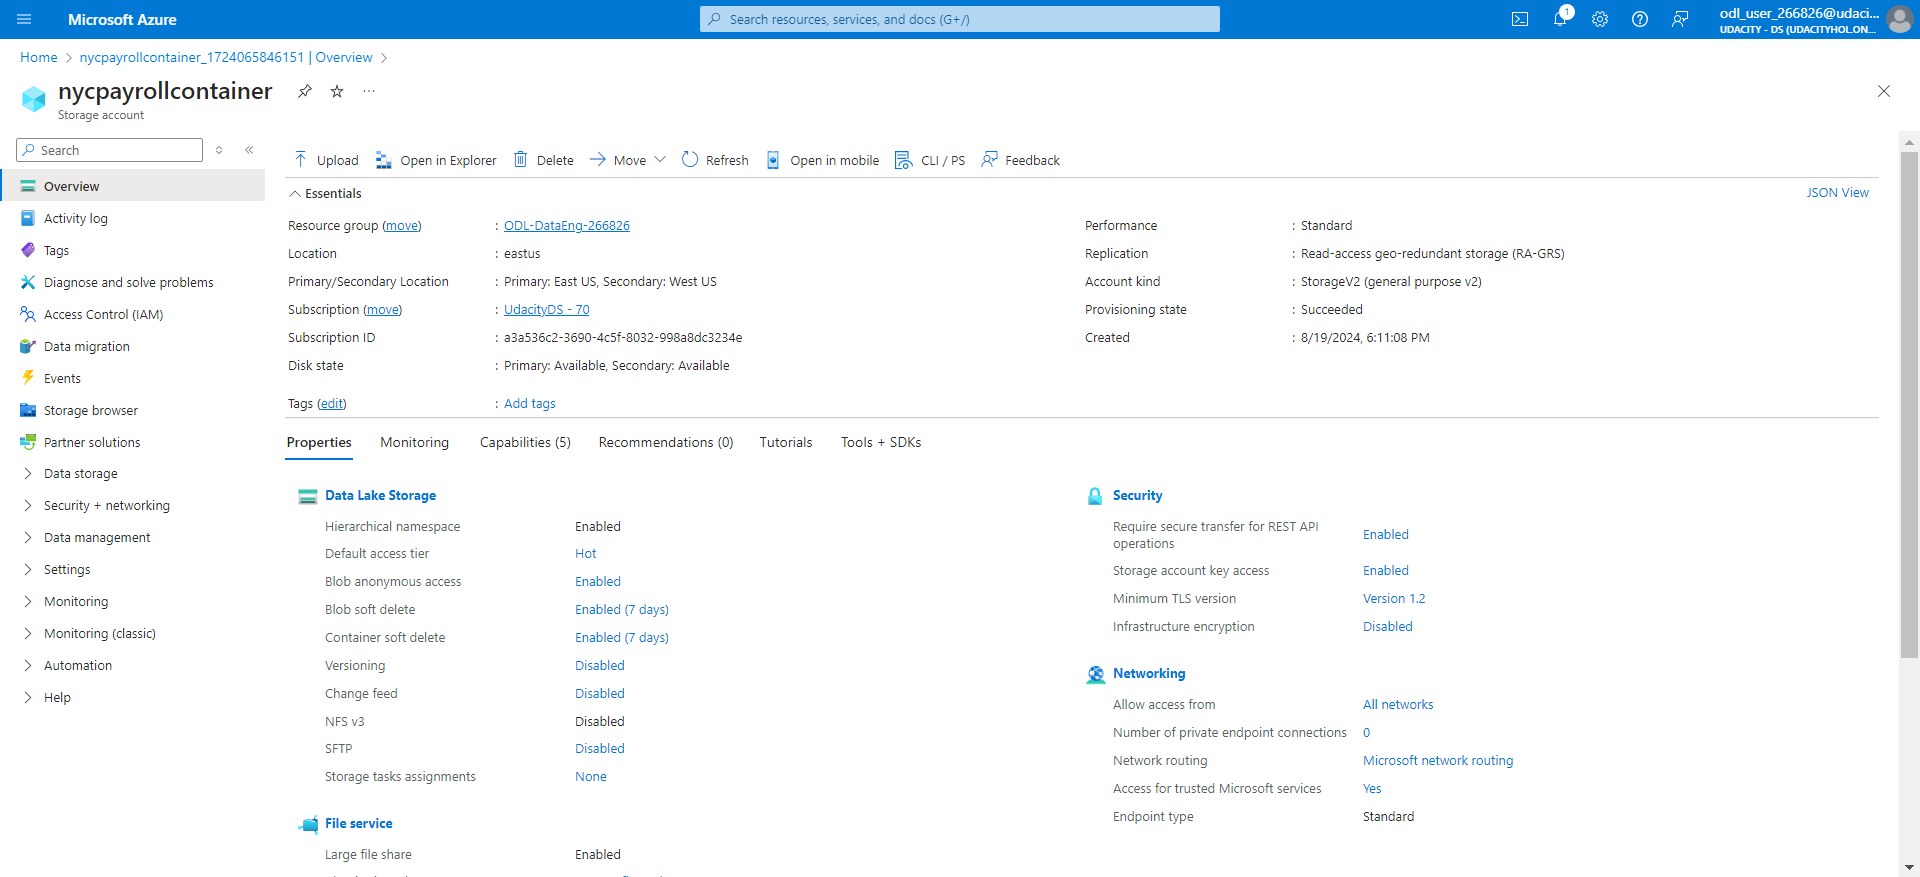 Microsoft Azure
Search resources, services, and docs (G+/)
1
odl_user_266826@udaci...
UDACITY - DS (UDACITYHOL.ON...
Home > nycpayrollcontainer_1724065846151 | Overview >
nycpayrollcontainer
Storage account
Search
Overview
Activity log
Tags
Diagnose and solve problems
Access Control (IAM)
Data migration
Events
Storage browser
Partner solutions
Data storage
Security + networking
Data management
Settings
Monitoring
Monitoring (classic)
Automation
Help
Upload Open in Explorer Delete Move Refresh Open in mobile CLI / PS Feedback
Essentials
JSON View
Resource group (move) : ODL-DataEng-266826
Location : eastus
Primary/Secondary Location : Primary: East US, Secondary: West US
Subscription (move) : UdacityDS - 70
Subscription ID : a3a536c2-3690-4c5f-8032-998a8dc3234e
Disk state : Primary: Available, Secondary: Available
Tags (edit) : Add tags
Performance : Standard
Replication : Read-access geo-redundant storage (RA-GRS)
Account kind : StorageV2 (general purpose v2)
Provisioning state : Succeeded
Created : 8/19/2024, 6:11:08 PM
Properties Monitoring Capabilities (5) Recommendations (0) Tutorials Tools + SDKs
Data Lake Storage
Hierarchical namespace Enabled
Default access tier Hot
Blob anonymous access Enabled
Blob soft delete Enabled (7 days)
Container soft delete Enabled (7 days)
Versioning Disabled
Change feed Disabled
NFS v3 Disabled
SFTP Disabled
Storage tasks assignments None
File service
Large file share Enabled
Security
Require secure transfer for REST API
operations Enabled
Storage account key access Enabled
Minimum TLS version Version 1.2
Infrastructure encryption Disabled
Networking
Allow access from All networks
Number of private endpoint connections 0
Network routing Microsoft network routing
Access for trusted Microsoft services Yes
Endpoint type Standard